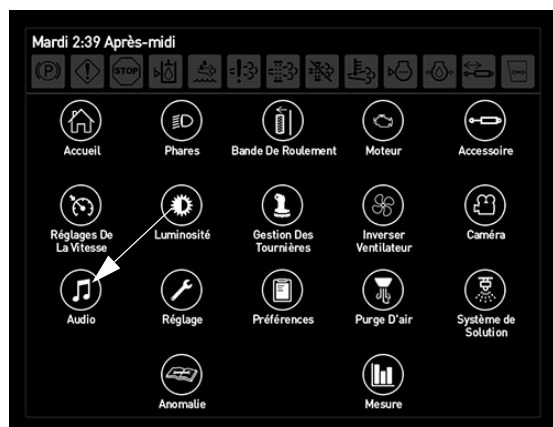 Mardi 2:39 Après-midi
(P) STOP
Accueil Phares Bande De Roulement Moteur Accessoire
Réglages De Luminosité Gestion Des Inverser Caméra
La Vitesse Tournières Ventilateur
Audio Réglage Préférences Purge D'air Système de
Solution
Anomalie Mesure